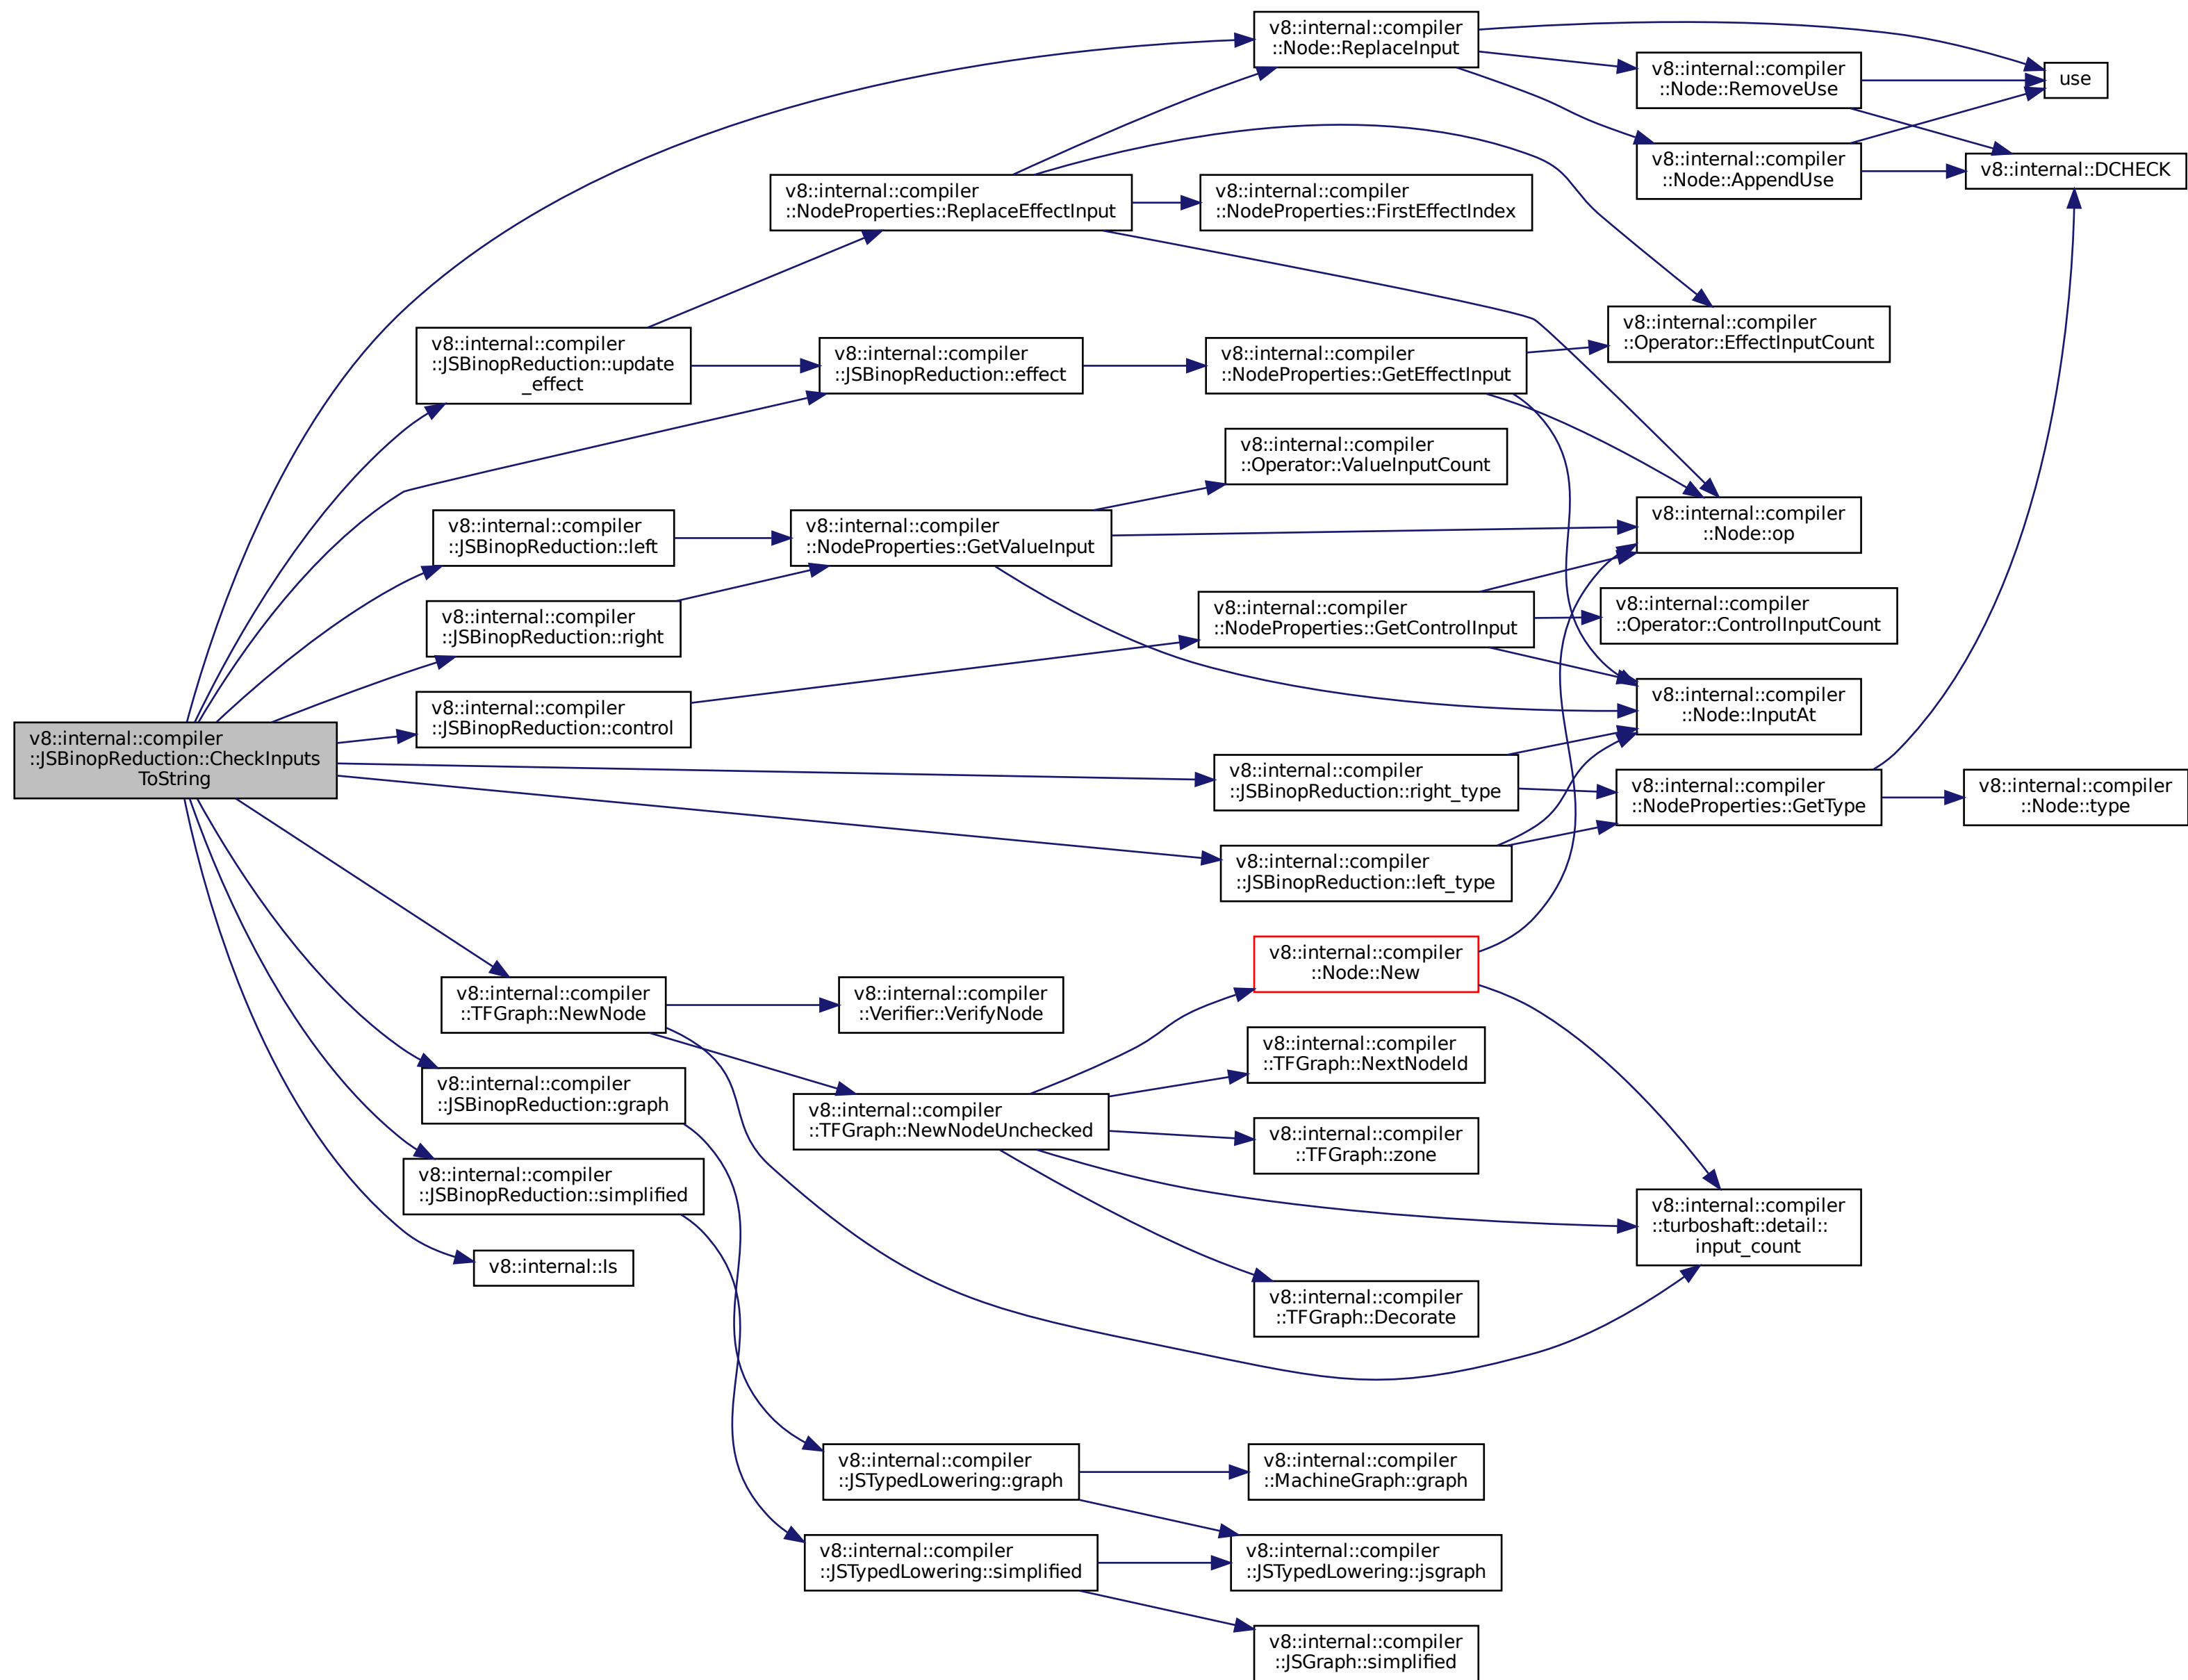 v8::internal::compiler
::JSBinopReduction::CheckInputs
ToString
v8::internal::compiler
::Node::ReplaceInput
v8::internal::compiler
::Node::RemoveUse
use
v8::internal::compiler
::Node::AppendUse
v8::internal::DCHECK
v8::internal::compiler
::NodeProperties::ReplaceEffectInput
v8::internal::compiler
::NodeProperties::FirstEffectIndex
v8::internal::compiler
::Operator::EffectInputCount
v8::internal::compiler
::JSBinopReduction::update
_effect
v8::internal::compiler
::JSBinopReduction::effect
v8::internal::compiler
::NodeProperties::GetEffectInput
v8::internal::compiler
::Operator::ValueInputCount
v8::internal::compiler
::JSBinopReduction::left
v8::internal::compiler
::NodeProperties::GetValueInput
v8::internal::compiler
::Node::op
v8::internal::compiler
::JSBinopReduction::right
v8::internal::compiler
::NodeProperties::GetControlInput
v8::internal::compiler
::Operator::ControlInputCount
v8::internal::compiler
::JSBinopReduction::control
v8::internal::compiler
::Node::InputAt
v8::internal::compiler
::JSBinopReduction::right_type
v8::internal::compiler
::NodeProperties::GetType
v8::internal::compiler
::Node::type
v8::internal::compiler
::JSBinopReduction::left_type
v8::internal::compiler
::Node::New
v8::internal::compiler
::TFGraph::NewNode
v8::internal::compiler
::Verifier::VerifyNode
v8::internal::compiler
::TFGraph::NextNodeId
v8::internal::compiler
::JSBinopReduction::graph
v8::internal::compiler
::TFGraph::NewNodeUnchecked
v8::internal::compiler
::TFGraph::zone
v8::internal::compiler
::JSBinopReduction::simplified
v8::internal::compiler
::turboshaft::detail::
input_count
v8::internal::Is
v8::internal::compiler
::TFGraph::Decorate
v8::internal::compiler
::JSTypedLowering::graph
v8::internal::compiler
::MachineGraph::graph
v8::internal::compiler
::JSTypedLowering::simplified
v8::internal::compiler
::JSTypedLowering::jsgraph
v8::internal::compiler
::JSGraph::simplified